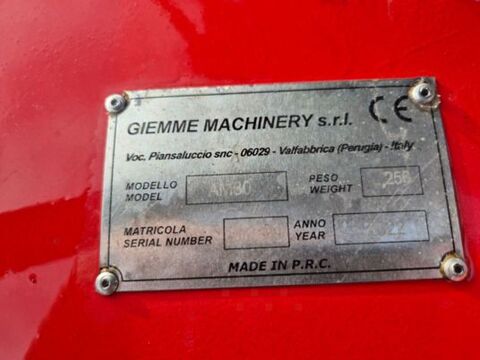 GIEMME MACHINERY s.r.l. CE
Voc. Piansaluccio snc - 06029 - Valfabbrica (Perugia) - Italy
MODELLO PESO
MODEL WEIGHT
MATRICOLA ANNO
SERIAL NUMBER YEAR
MADE IN P.R.C.